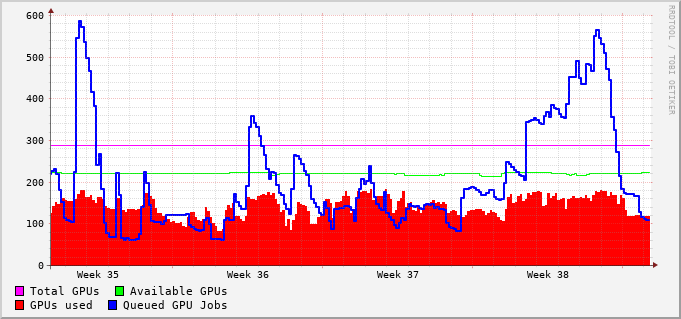 600
500
400
300
200
100
0
Week 35 Week 36 Week 37 Week 38
Total GPUs Available GPUs
GPUs used Queued GPU Jobs
RRDTOOL / TOBI OETIKER